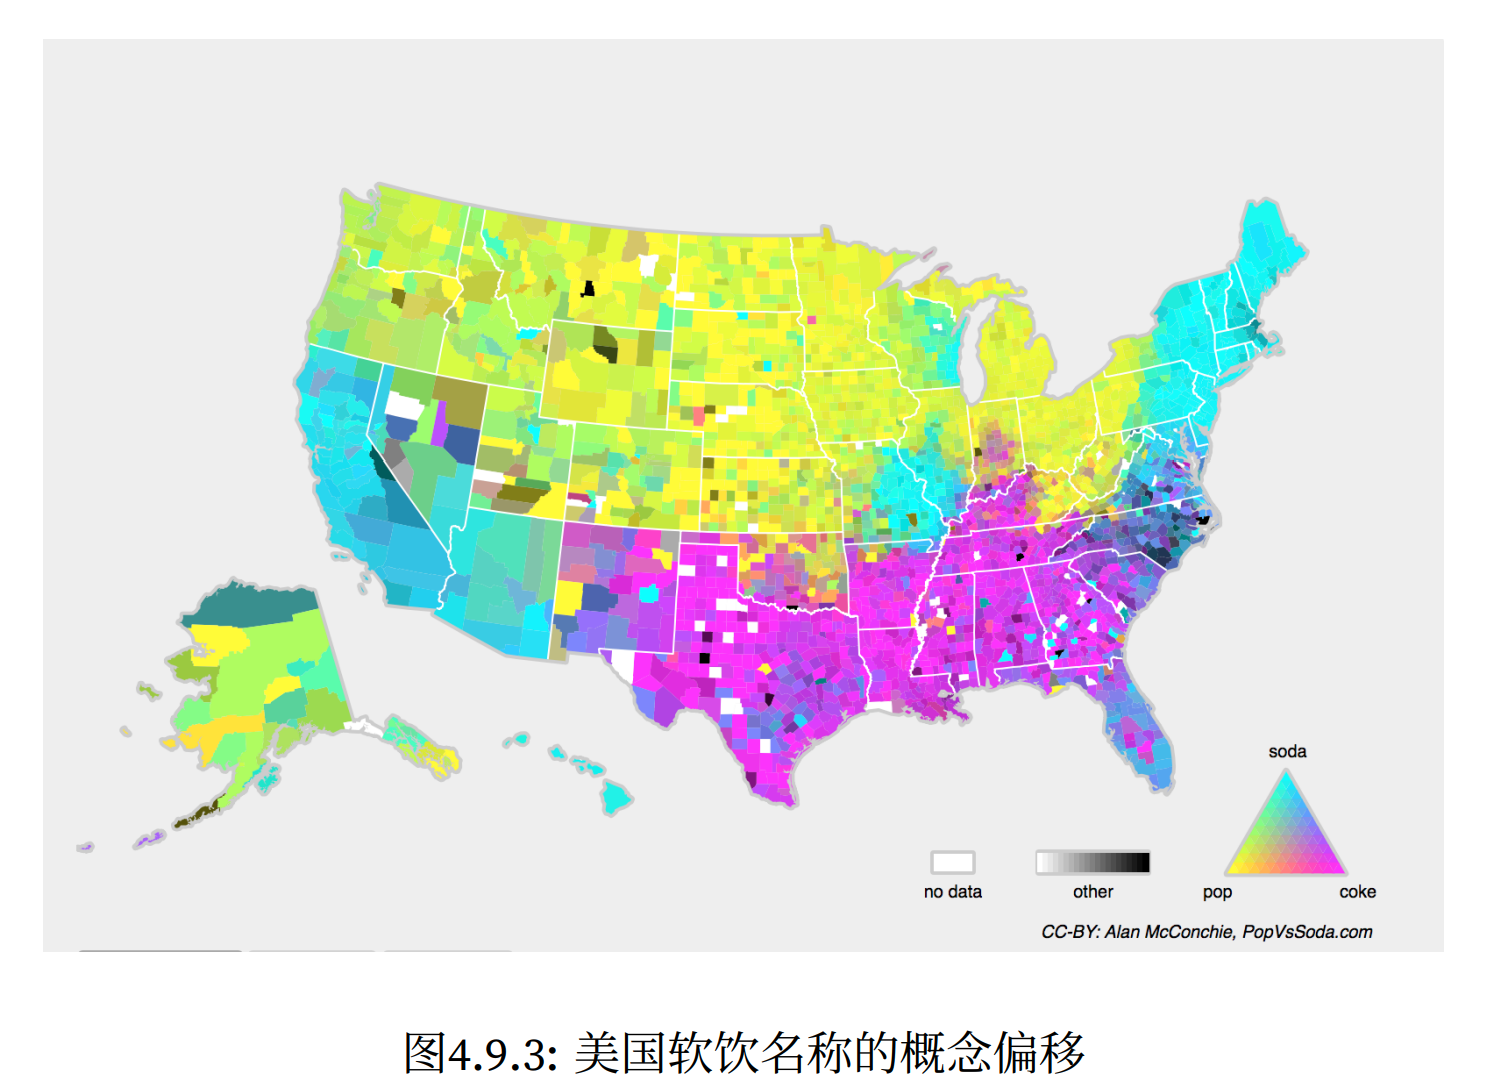 soda
no data
other
pop
coke
CC-BY: Alan McConchie, PopVsSoda.com
图4.9.3: 美国软饮名称的概念偏移